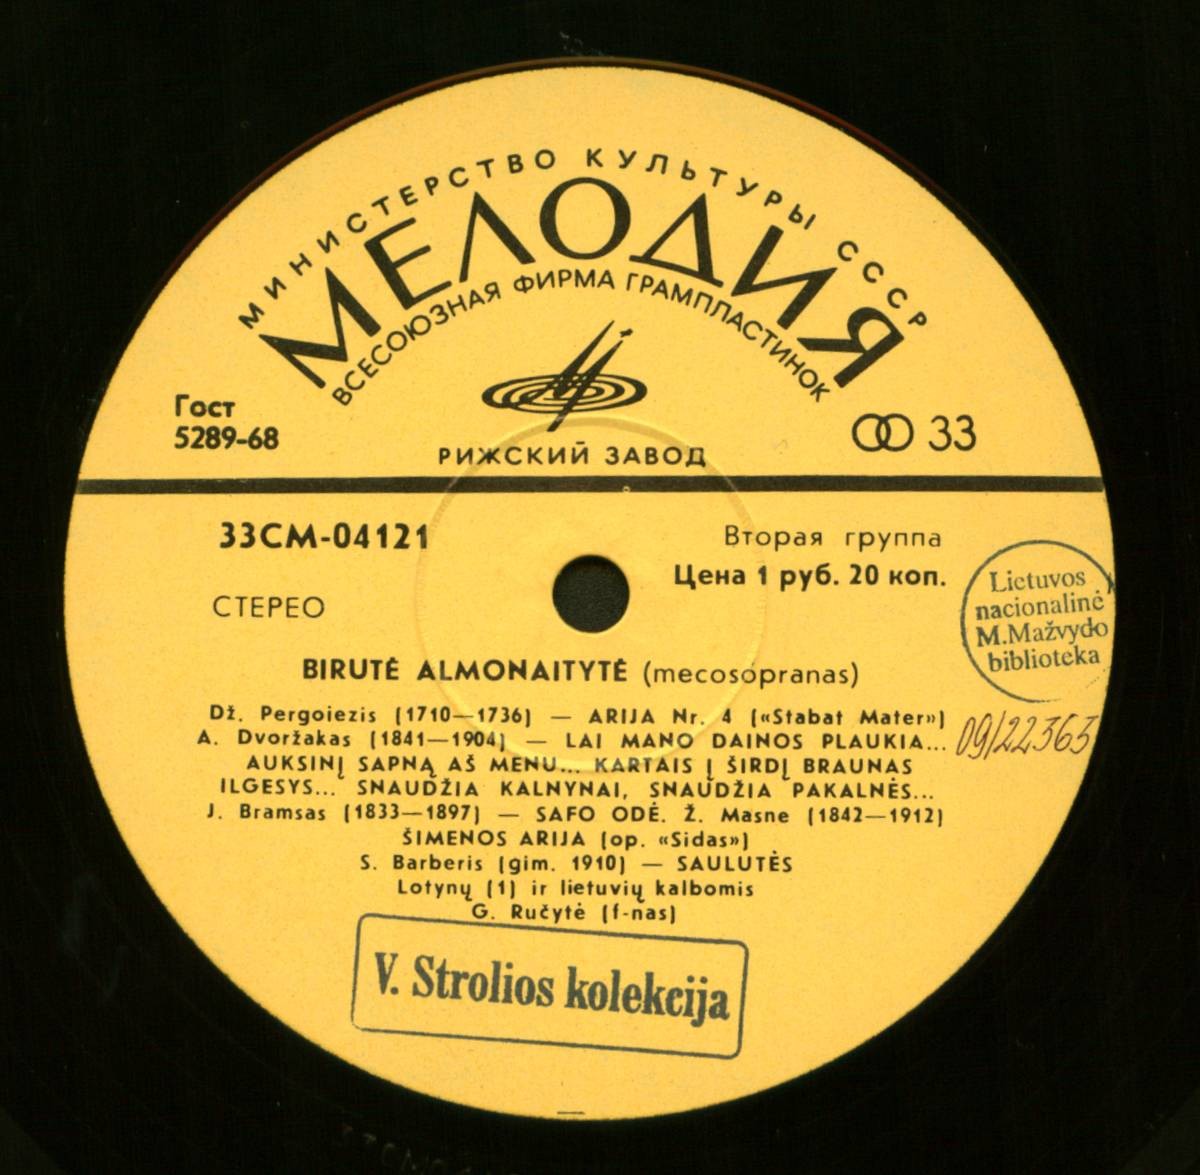 МИНИСТЕРСТВО КУЛЬТУРЫ СССР
МЕЛОДИЯ
ВСЕСОЮЗНАЯ ФИРМА ГРАМПЛАСТИНОК
Гост
5289-68
33
РИЖСКИЙ ЗАВОД
33СМ-04121
Вторая группа
Цена 1 руб. 20 коп.
СТЕРЕО
Lietuvos
nacionalinė
M.Mažvydo
biblioteka
BIRUTĖ ALMONAITYTĖ (mecosopranas)
Dž. Pergoiezis (1710—1736) — ARIJA Nr. 4 («Stabat Mater»)
A. Dvoržakas (1841—1904) — LAI MANO DAINOS PLAUKIA...
09/22363
AUKSINĮ SAPNĄ AŠ MENU... KARTAIS Į ŠIRDĮ BRAUNAS
ILGESYS... SNAUDŽIA KALNYNAI, SNAUDŽIA PAKALNĖS...
J. Bramsas (1833—1897) — SAFO ODĖ. Ž. Masne (1842—1912)
ŠIMENOS ARIJA (op. «Sidas»)
S. Barberis (gim. 1910) — SAULUTĖS
Lotynų (1) ir lietuvių kalbomis
G. Ručytė (f-nas)
V. Strolios kolekcija